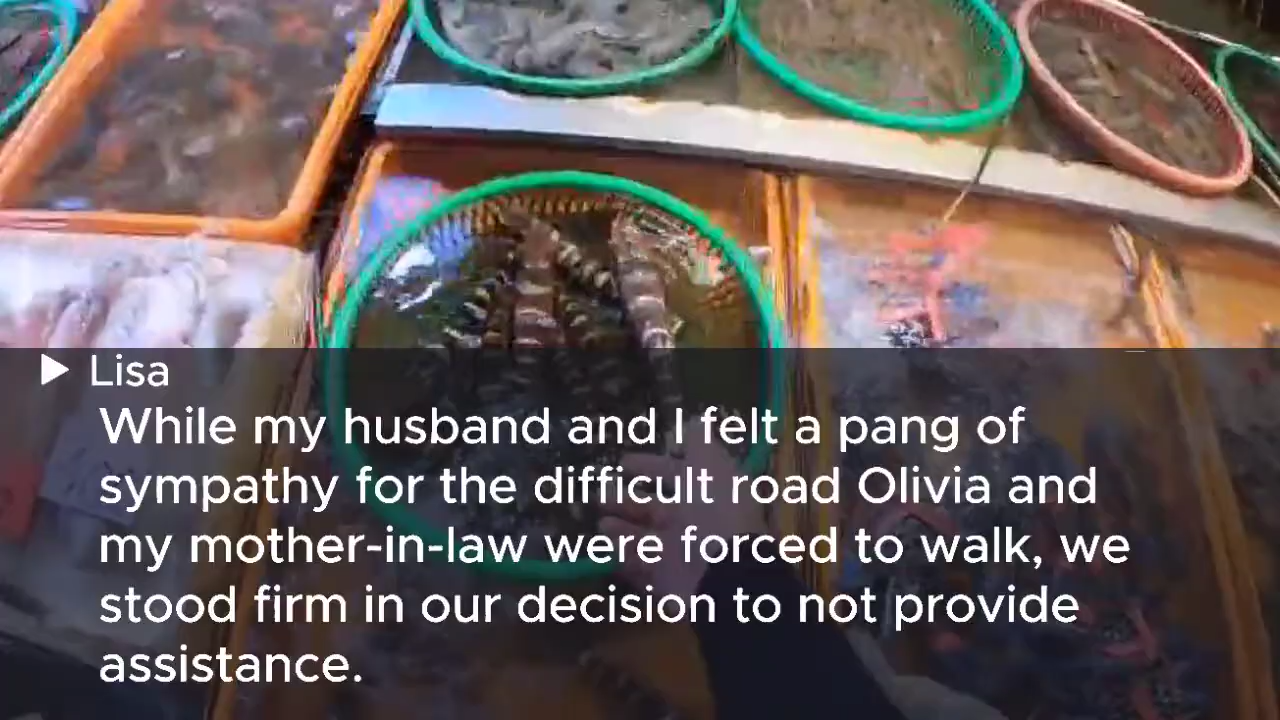 ▶ Lisa
While my husband and I felt a pang of
sympathy for the difficult road Olivia and
my mother-in-law were forced to walk, we
stood firm in our decision to not provide
assistance.